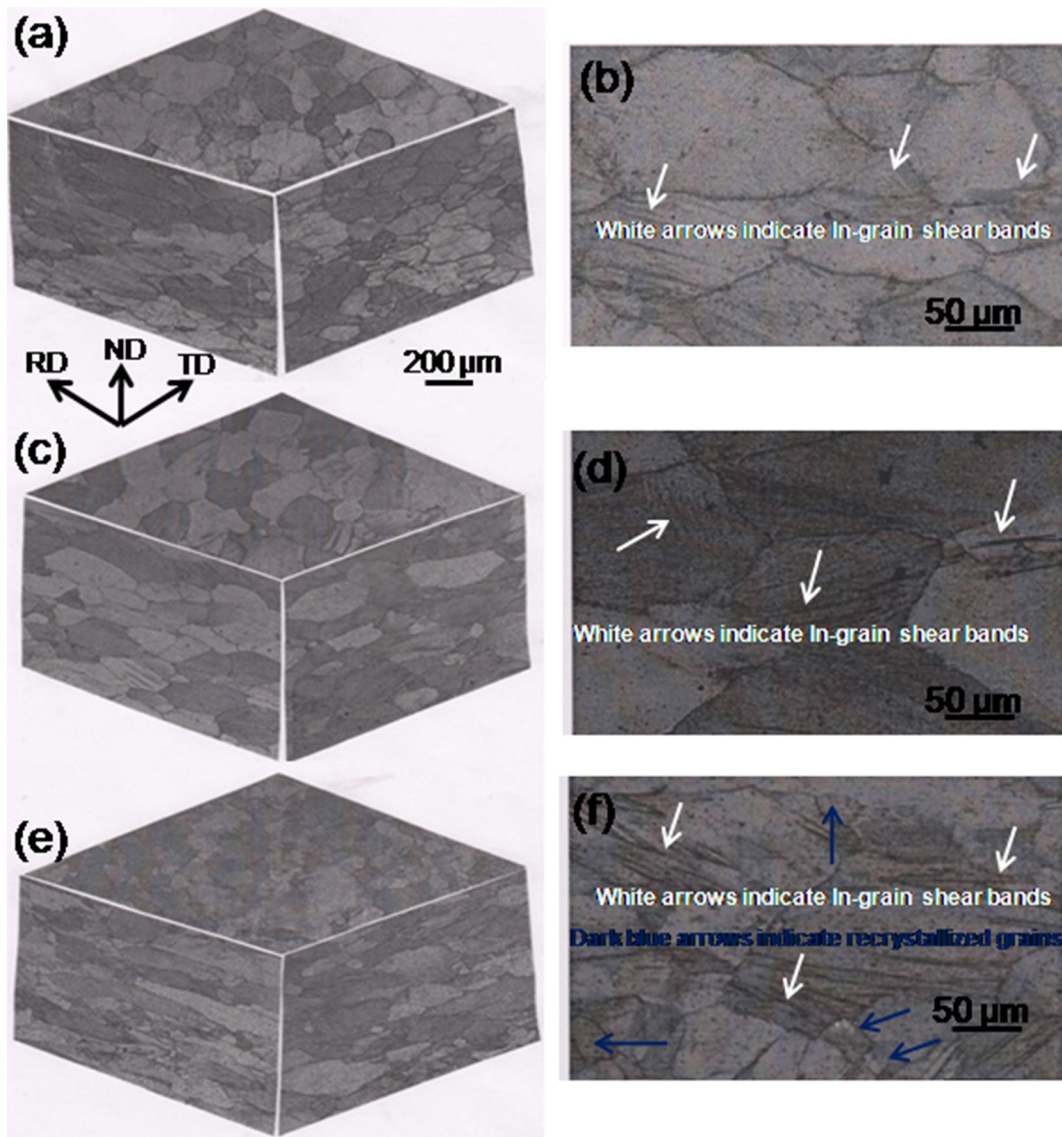 (a)
(b)
White arrows indicate In-grain shear bands
50 µm
RD
ND
TD
200 µm
(c)
(d)
White arrows indicate In-grain shear bands
50 µm
(e)
(f)
White arrows indicate In-grain shear bands
Dark blue arrows indicate recrystallized grains
50 µm